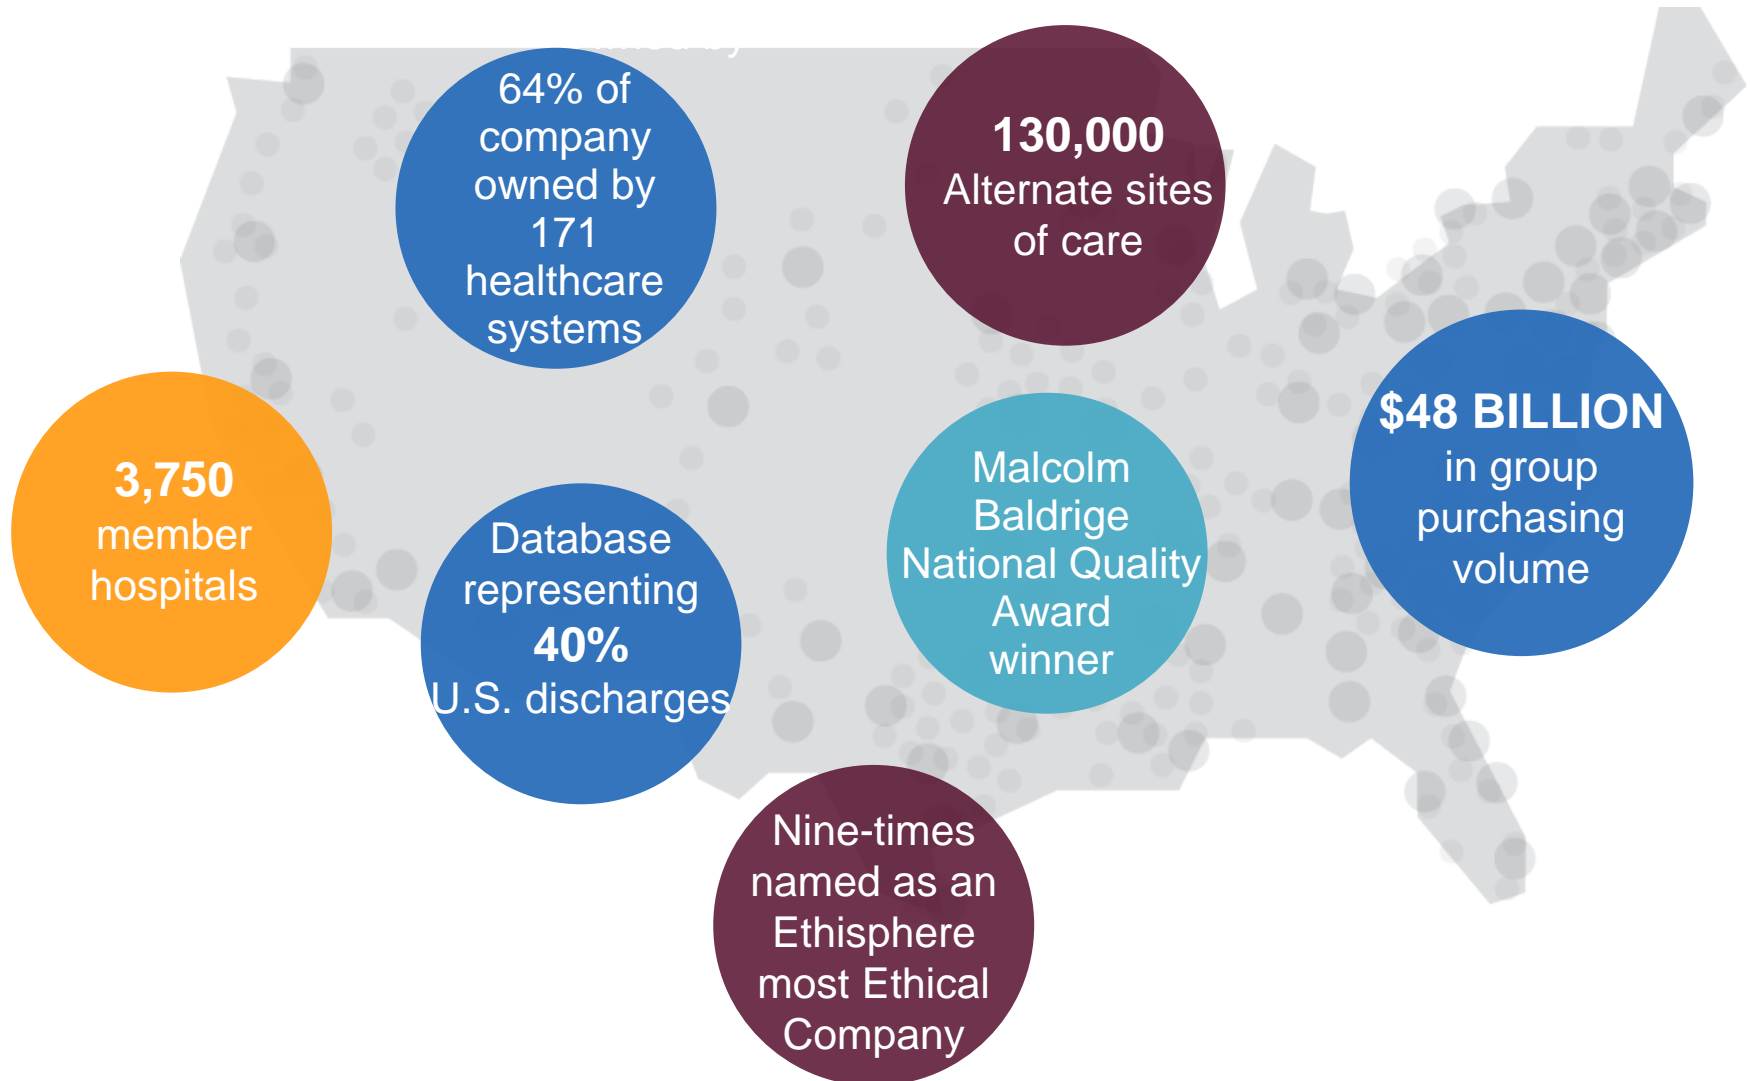 64% of
company
owned by
171
healthcare
systems
130,000
Alternate sites
of care
$48 BILLION
in group
purchasing
volume
3,750
member
hospitals
Database
representing
40%
U.S. discharges
Malcolm
Baldrige
National Quality
Award
winner
Nine-times
named as an
Ethisphere
most Ethical
Company